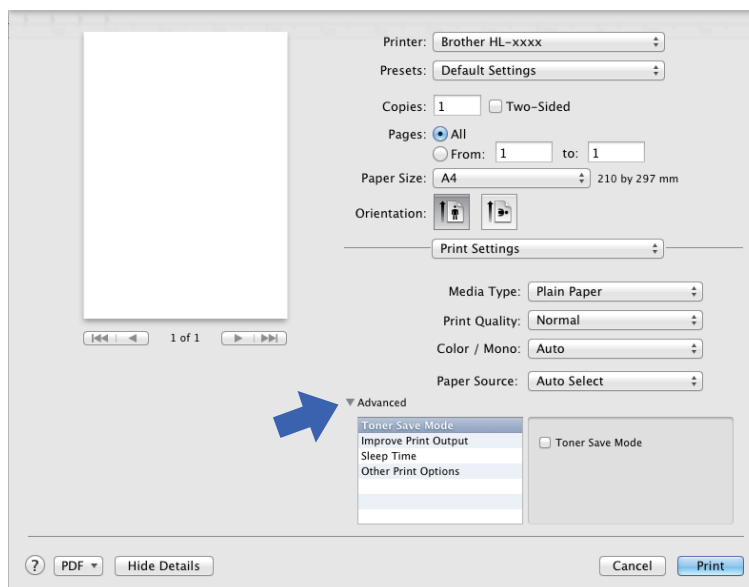 Printer: Brother HL-xxxx
Presets: Default Settings
Copies: 1 Two-Sided
Pages: All
From: 1 to: 1
Paper Size: A4 210 by 297 mm
Orientation:
Print Settings
Media Type: Plain Paper
Print Quality: Normal
1 of 1
Color / Mono: Auto
Paper Source: Auto Select
Advanced
Toner Save Mode
Improve Print Output
Sleep Time
Other Print Options
Toner Save Mode
? PDF Hide Details Cancel Print